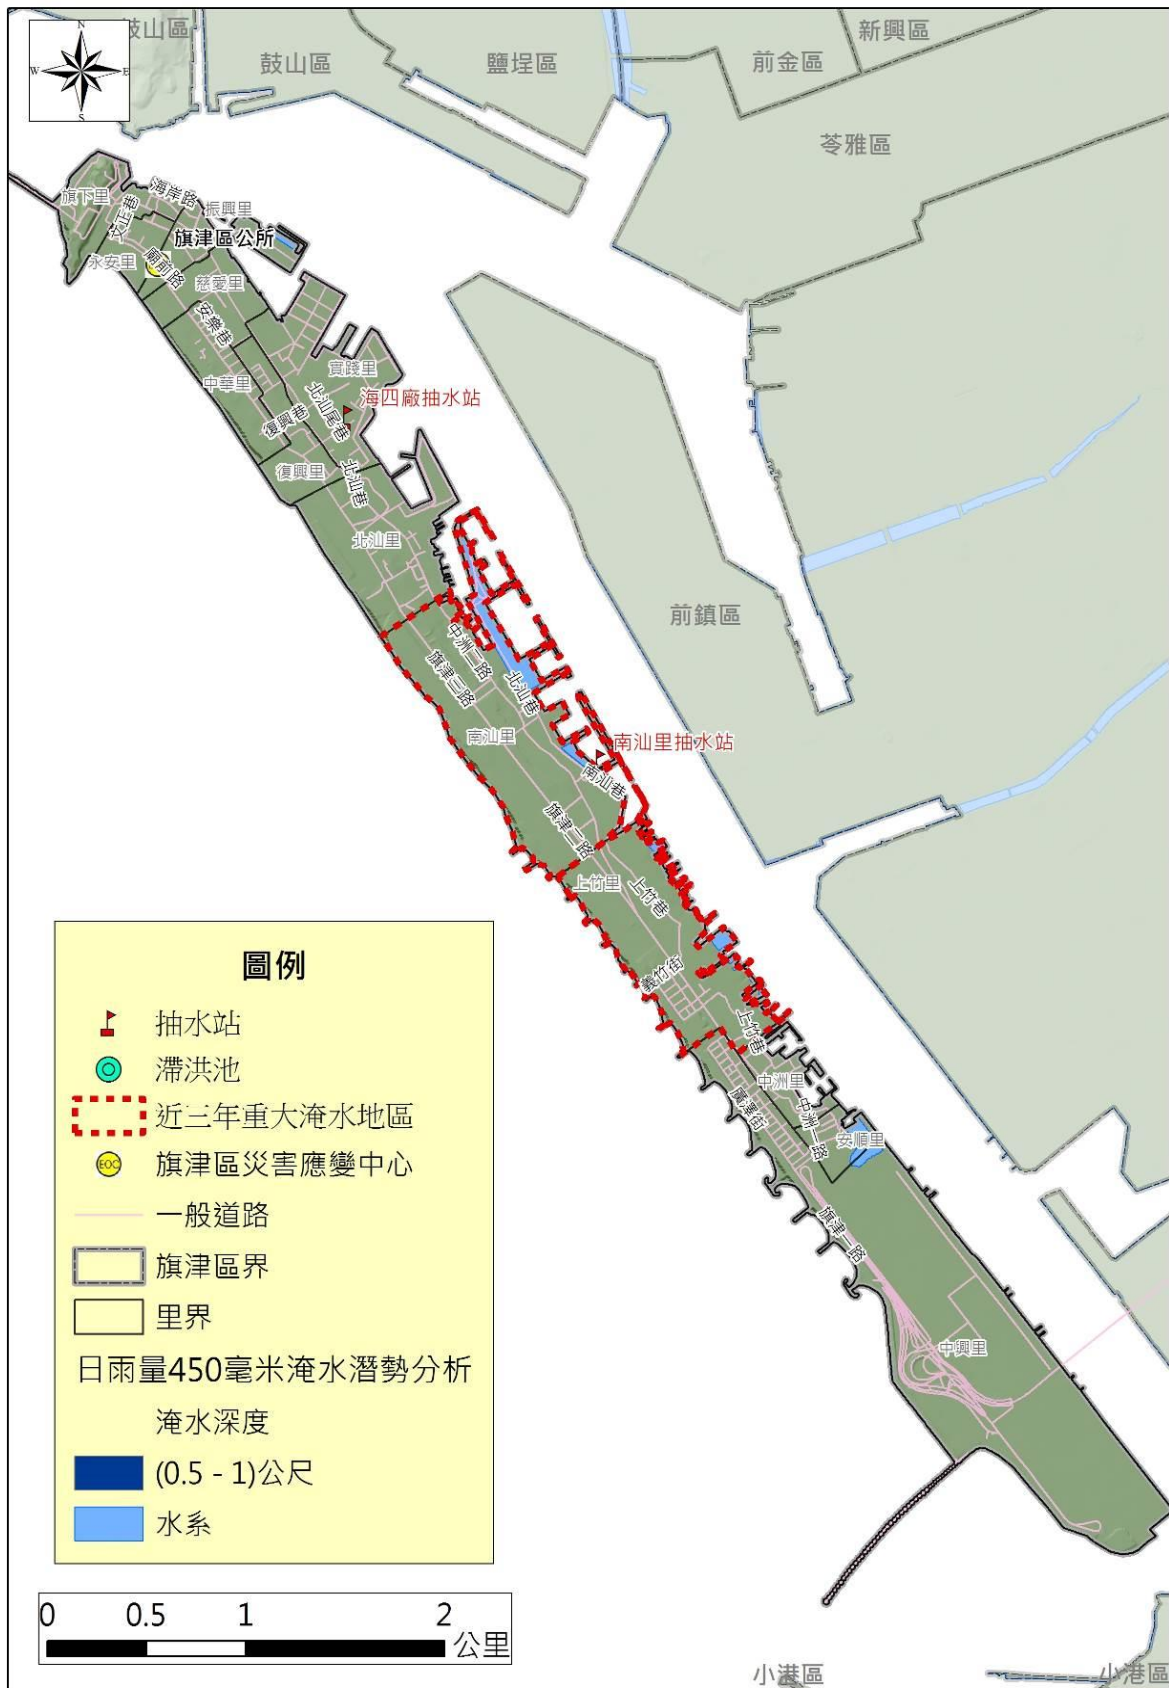 N
W
E
S
鼓山區
鼓山區
鹽埕區
前金區
新興區
苓雅區
旗下里
海岸路
振興里
文正巷
旗津區公所
永安里
廟前路
慈愛里
安樂巷
實踐里
中華里
海四廠抽水站
北汕尾巷
復興巷
復興里
北汕巷
北汕里
前鎮區
中洲二路
旗津三路
北汕巷
南汕里
南汕里抽水站
南汕巷
旗津二路
上竹里
上竹巷
義竹街
上竹巷
中洲里
廣澤街
中洲一路
安順里
旗津一路
中興里
圖例
抽水站
滯洪池
近三年重大淹水地區
EOC
旗津區災害應變中心
一般道路
旗津區界
里界
日雨量450毫米淹水潛勢分析
淹水深度
(0.5 - 1)公尺
水系
0 0.5 1 2
公里
小港區
小港區